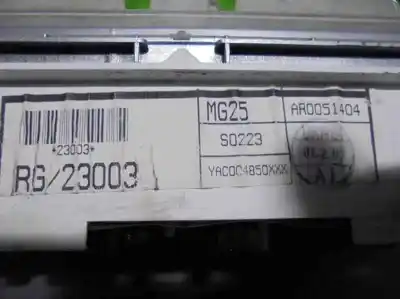 *23003*
RG/23003
MG25
AR0051404
S0223
YAC004850XXX